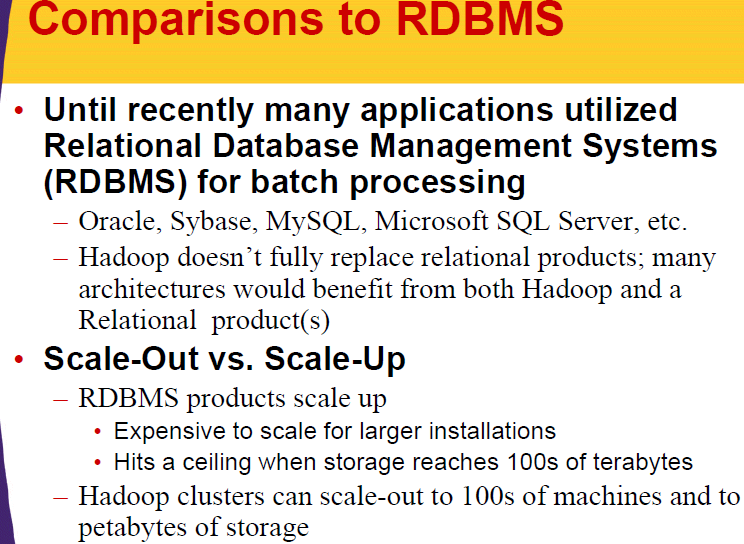 Comparisons to RDBMS
• Until recently many applications utilized
Relational Database Management Systems
(RDBMS) for batch processing
– Oracle, Sybase, MySQL, Microsoft SQL Server, etc.
– Hadoop doesn’t fully replace relational products; many
architectures would benefit from both Hadoop and a
Relational product(s)
• Scale-Out vs. Scale-Up
– RDBMS products scale up
• Expensive to scale for larger installations
• Hits a ceiling when storage reaches 100s of terabytes
– Hadoop clusters can scale-out to 100s of machines and to
petabytes of storage